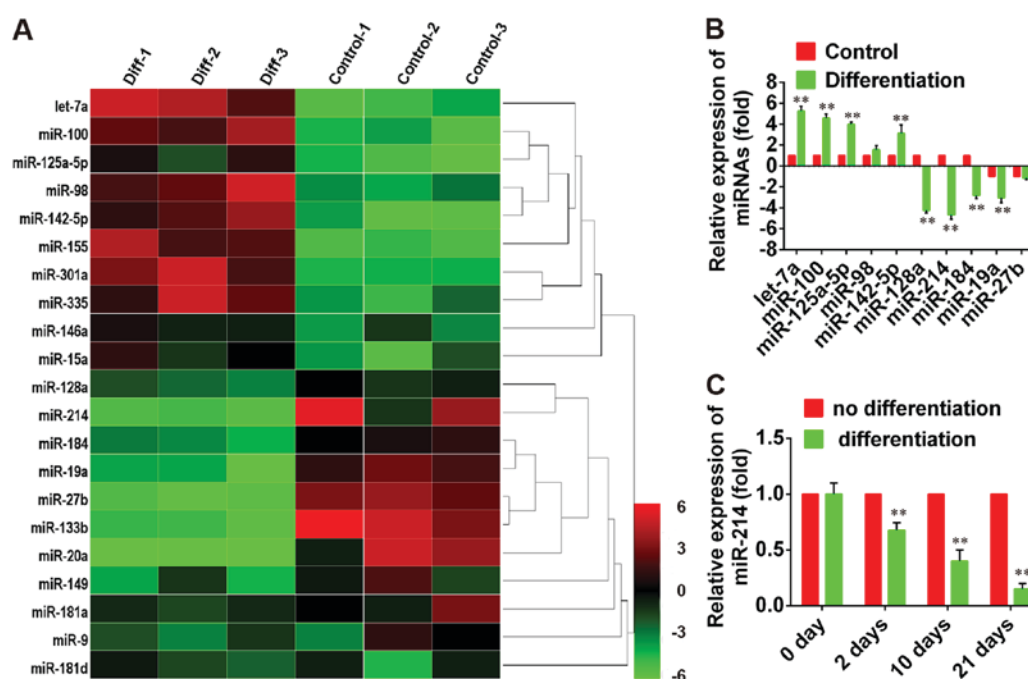 A
Diff-1
Diff-2
Diff-3
Control-1
Control-2
Control-3
let-7a
miR-100
miR-125a-5p
miR-98
miR-142-5p
miR-155
miR-301a
miR-335
miR-146a
miR-15a
miR-128a
miR-214
miR-184
miR-19a
miR-27b
miR-133b
miR-20a
miR-149
miR-181a
miR-9
miR-181d
6
3
0
-3
-6
B
Control
Differentiation
Relative expression of
miRNAs (fold)
8
6
4
2
0
-2
-4
-6
-8
**
**
**
**
**
**
**
**
let-7a
miR-100
miR-125a-5p
miR-98
miR-142-5p
miR-128a
miR-214
miR-184
miR-19a
miR-27b
C
no differentiation
differentiation
Relative expression of
miR-214 (fold)
1.5
1.0
0.5
0.0
**
**
**
0 day
2 days
10 days
21 days